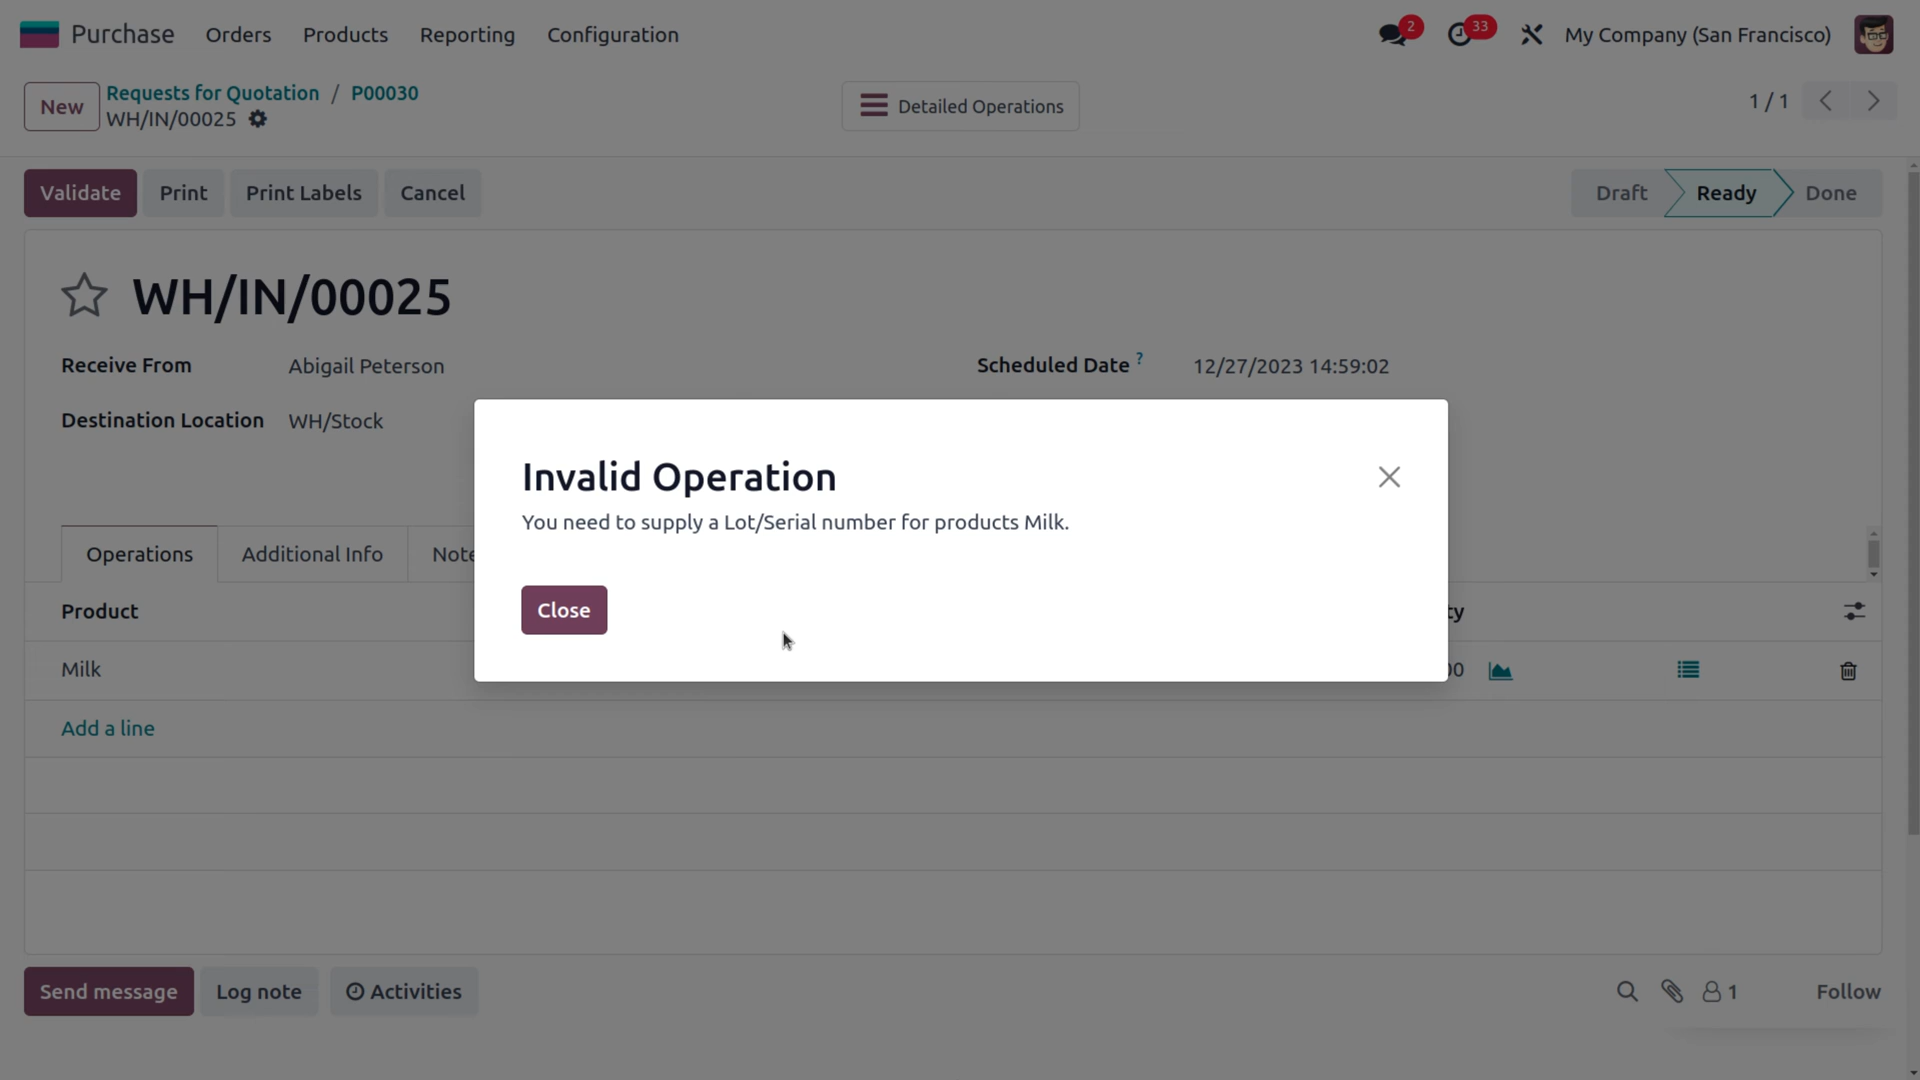 Purchase Orders Products Reporting Configuration 2 33 My Company (San Francisco)
New Requests for Quotation / P00030
WH/IN/00025
Detailed Operations
1 / 1
Validate Print Print Labels Cancel Draft Ready Done
WH/IN/00025
Receive From Abigail Peterson Scheduled Date ? 12/27/2023 14:59:02
Destination Location WH/Stock
Invalid Operation
You need to supply a Lot/Serial number for products Milk.
Close
Operations Additional Info Note
Product
Milk
Add a line
Send message Log note Activities 1 Follow